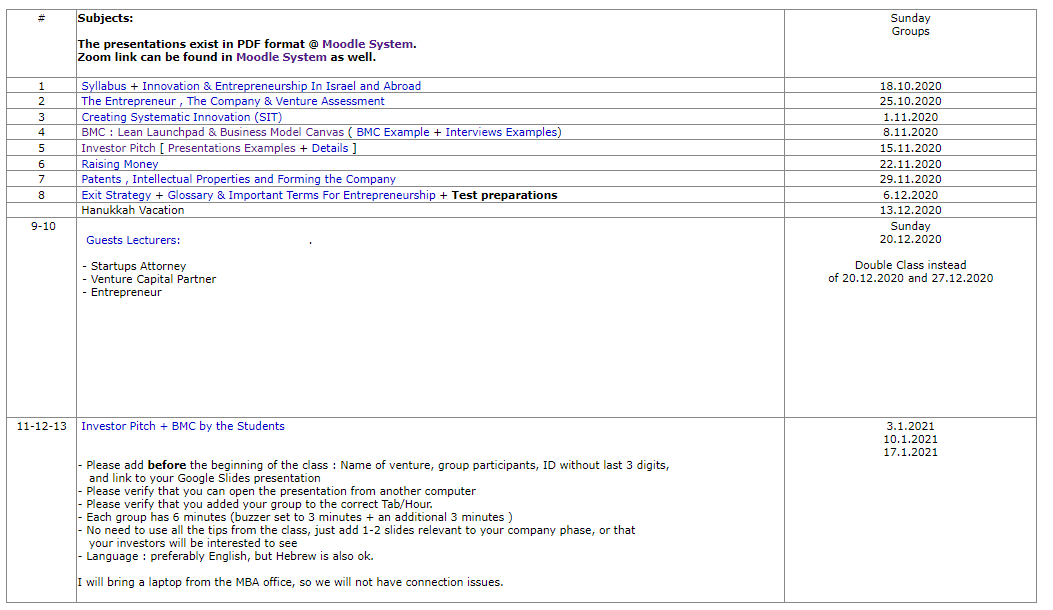 # Subjects: Sunday
Groups
The presentations exist in PDF format @ Moodle System.
Zoom link can be found in Moodle System as well.
1 Syllabus + Innovation & Entrepreneurship In Israel and Abroad 18.10.2020
2 The Entrepreneur , The Company & Venture Assessment 25.10.2020
3 Creating Systematic Innovation (SIT) 1.11.2020
4 BMC : Lean Launchpad & Business Model Canvas ( BMC Example + Interviews Examples) 8.11.2020
5 Investor Pitch [ Presentations Examples + Details ] 15.11.2020
6 Raising Money 22.11.2020
7 Patents , Intellectual Properties and Forming the Company 29.11.2020
8 Exit Strategy + Glossary & Important Terms For Entrepreneurship + Test preparations 6.12.2020
Hanukkah Vacation 13.12.2020
9-10 Sunday
Guests Lecturers: . 20.12.2020
- Startups Attorney Double Class instead
- Venture Capital Partner of 20.12.2020 and 27.12.2020
- Entrepreneur
11-12-13 Investor Pitch + BMC by the Students 3.1.2021
10.1.2021
17.1.2021
- Please add before the beginning of the class : Name of venture, group participants, ID without last 3 digits,
and link to your Google Slides presentation
- Please verify that you can open the presentation from another computer
- Please verify that you added your group to the correct Tab/Hour.
- Each group has 6 minutes (buzzer set to 3 minutes + an additional 3 minutes )
- No need to use all the tips from the class, just add 1-2 slides relevant to your company phase, or that
your investors will be interested to see
- Language : preferably English, but Hebrew is also ok.
I will bring a laptop from the MBA office, so we will not have connection issues.